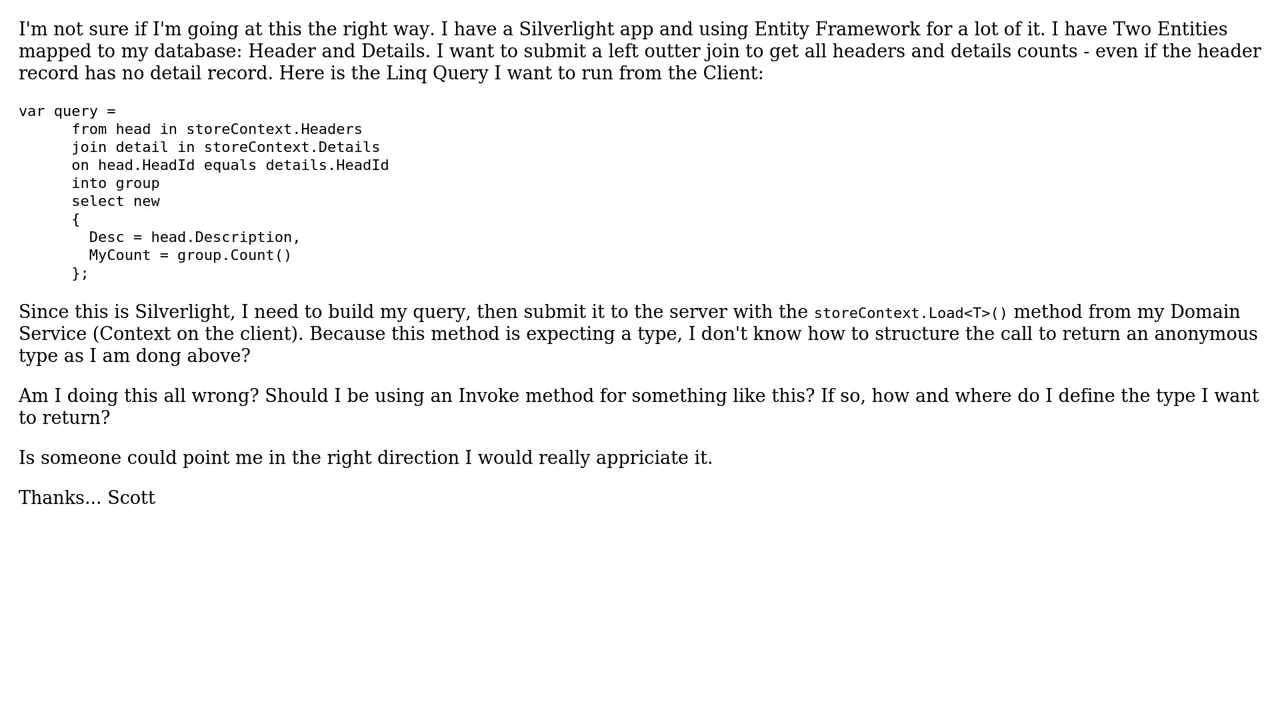 I'm not sure if I'm going at this the right way. I have a Silverlight app and using Entity Framework for a lot of it. I have Two Entities
mapped to my database: Header and Details. I want to submit a left outter join to get all headers and details counts - even if the header
record has no detail record. Here is the Linq Query I want to run from the Client:
var query =
      from head in storeContext.Headers
      join detail in storeContext.Details
      on head.HeadId equals details.HeadId
      into group
      select new
      {
        Desc = head.Description,
        MyCount = group.Count()
      };
Since this is Silverlight, I need to build my query, then submit it to the server with the storeContext.Load<T>() method from my Domain
Service (Context on the client). Because this method is expecting a type, I don't know how to structure the call to return an anonymous
type as I am dong above?
Am I doing this all wrong? Should I be using an Invoke method for something like this? If so, how and where do I define the type I want
to return?
Is someone could point me in the right direction I would really appriciate it.
Thanks... Scott